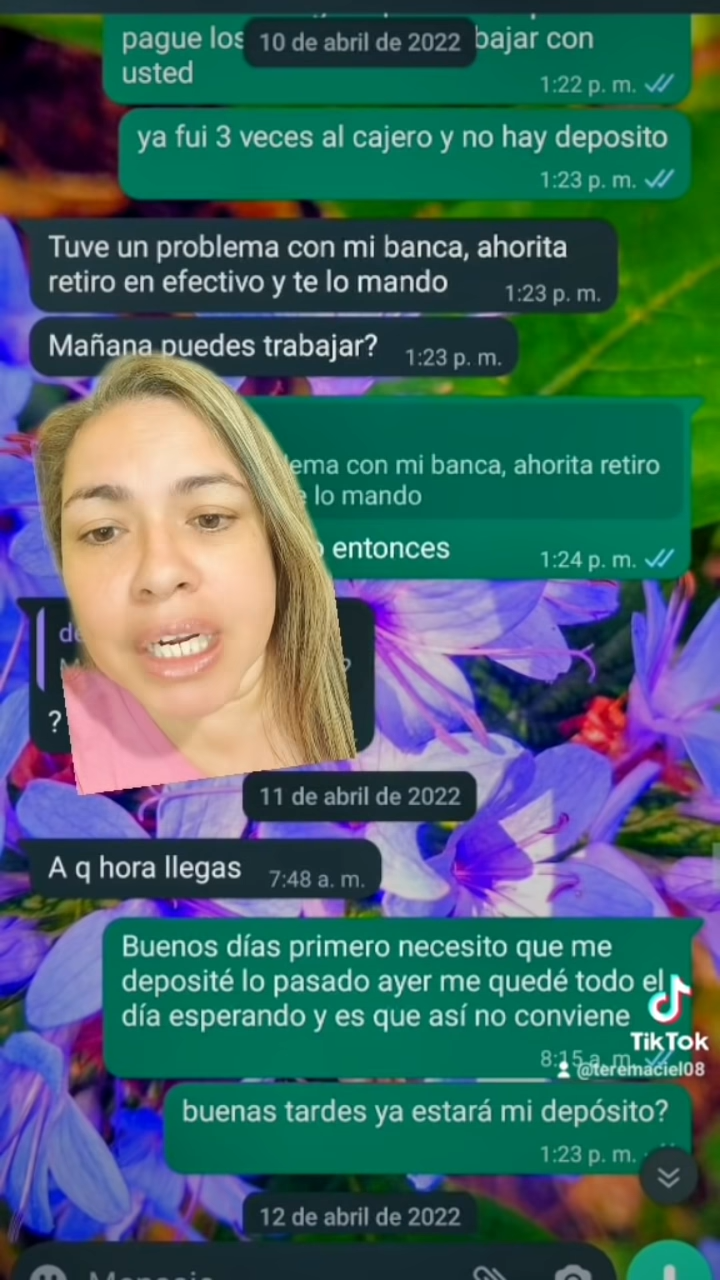 pague los bajar con
10 de abril de 2022
usted
1:22 p. m.
ya fui 3 veces al cajero y no hay deposito
1:23 p. m.
Tuve un problema con mi banca, ahorita
retiro en efectivo y te lo mando
1:23 p. m.
Mañana puedes trabajar?
1:23 p. m.
con mi banca, ahorita retiro
lo mando
entonces
1:24 p. m.
?
11 de abril de 2022
A q hora llegas
7:48 a. m.
Buenos días primero necesito que me
deposité lo pasado ayer me quedé todo el
día esperando y es que así no conviene
8:15 a. m.
TikTok
@teremaciel08
buenas tardes ya estará mi depósito?
1:23 p. m.
12 de abril de 2022